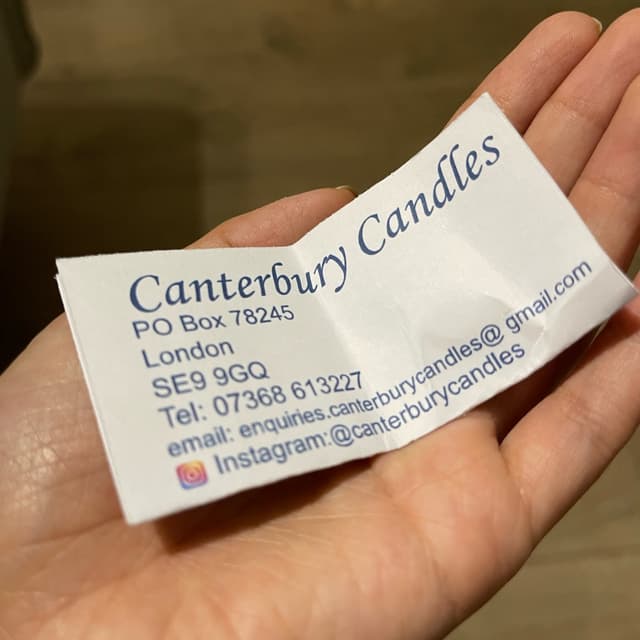 Canterbury Candles
PO Box 78245
London
SE9 9GQ
Tel: 07368 613227
email: enquiries.canterburycandles@ gmail.com
Instagram:@canterburycandles